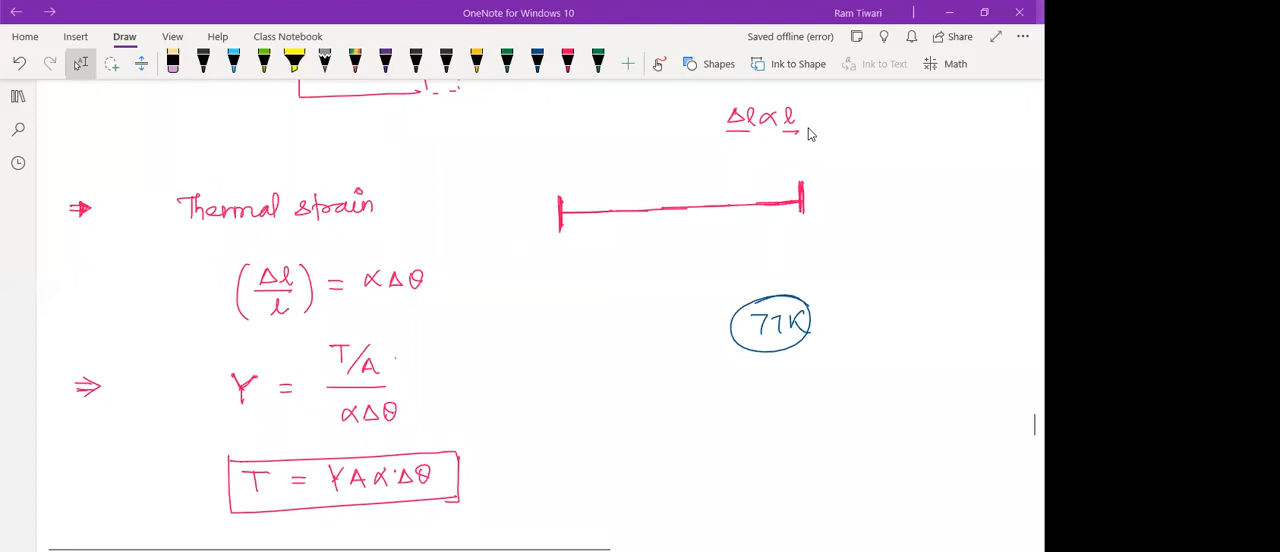 OneNote for Windows 10
Ram Tiwari
Home Insert Draw View Help Class Notebook
Saved offline (error) Share
Shapes Ink to Shape Ink to Text Math
Δl ∝ l
⇒ Thermal strain
(Δl/l) = ∝ Δθ
77K
⇒ Y = T/A
∝Δθ
T = YA∝·Δθ